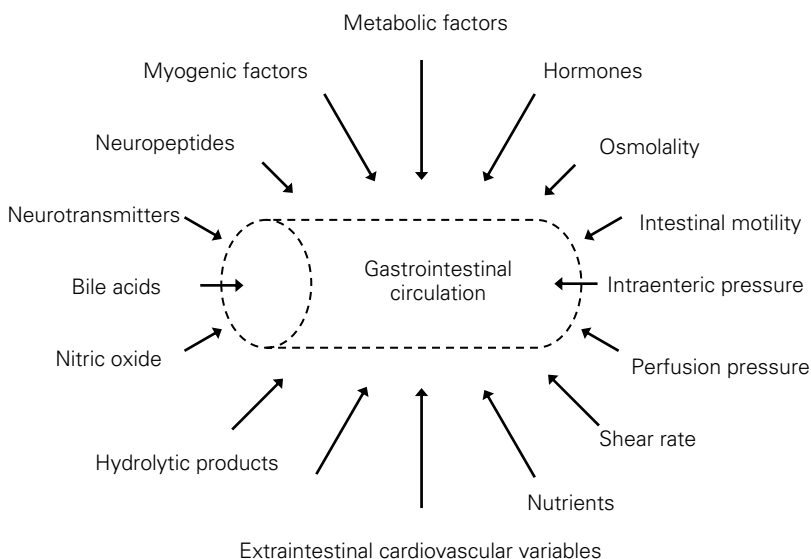 Metabolic factors
Myogenic factors
Hormones
Neuropeptides
Osmolality
Neurotransmitters
Intestinal motility
Gastrointestinal
circulation
Bile acids
Intraenteric pressure
Nitric oxide
Perfusion pressure
Shear rate
Hydrolytic products
Nutrients
Extraintestinal cardiovascular variables